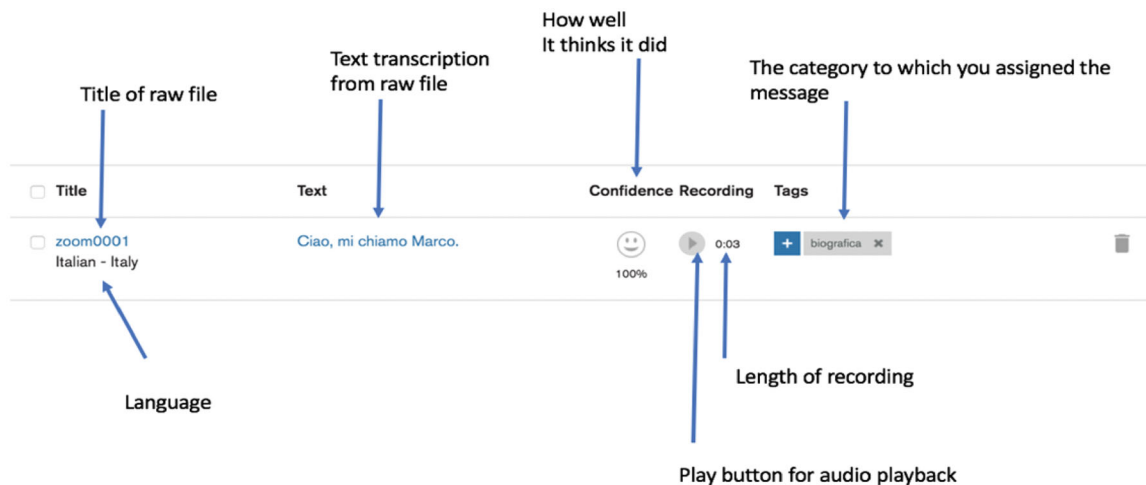 How well
It thinks it did
Text transcription
from raw file
The category to which you assigned the
message
Title of raw file
Title Text Confidence Recording Tags
zoom0001 Ciao, mi chiamo Marco. 0:03 + biografica ✖
Italian - Italy
100%
Length of recording
Language
Play button for audio playback